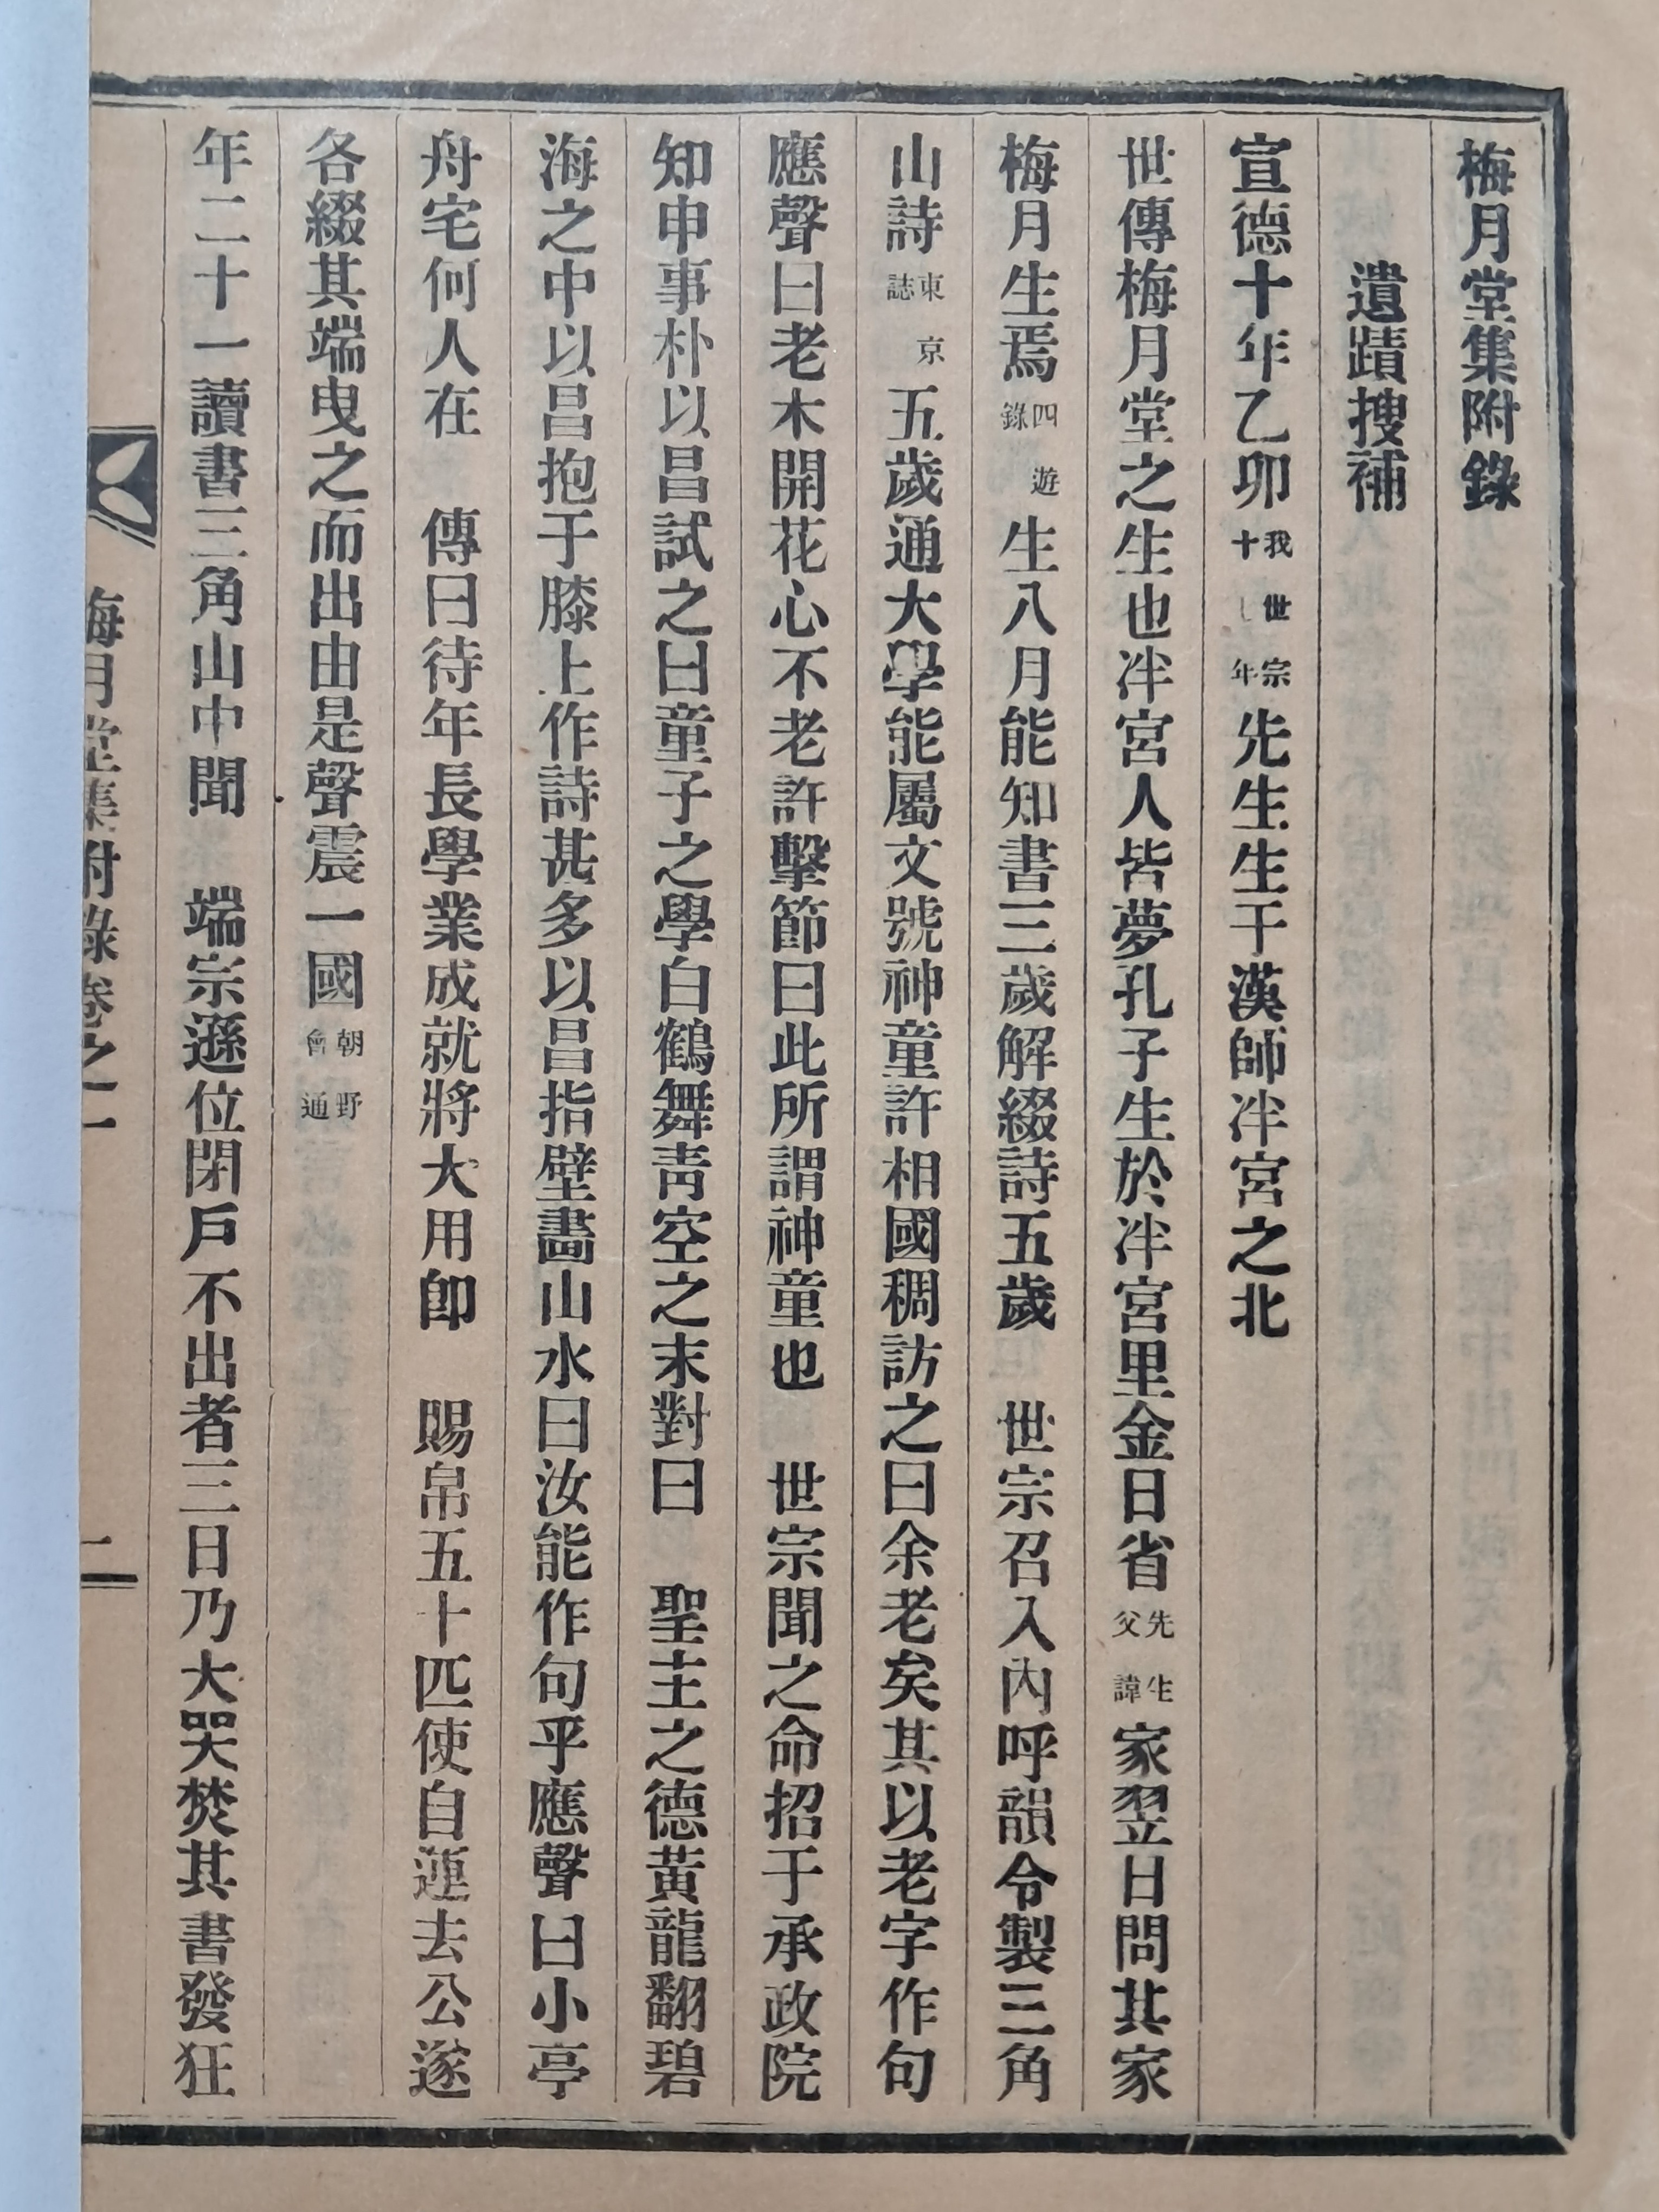 梅月堂集附錄
遺蹟搜補
宣德十年乙卯我世宗十七年先生生于漢師泮宮之北
世傳梅月堂之生也泮宮人皆夢孔子生於泮宮里金日省先生父諱家翌日問其家
梅月生焉四遊錄生八月能知書三歲解綴詩五歲世宗召入內呼韻令製三角
山詩東京誌五歲通大學能屬文號神童許相國稠訪之曰余老矣其以老字作句
應聲曰老木開花心不老許擊節曰此所謂神童也世宗聞之命招于承政院
知申事朴以昌試之曰童子之學白鶴舞靑空之末對曰聖主之德黃龍翻碧
海之中以昌抱于膝上作詩甚多以昌指壁畵山水曰汝能作句乎應聲曰小亭
舟宅何人在傳曰待年長學業成就將大用卽賜帛五十匹使自運去公遂
各綴其端曳之而出由是聲震一國朝野會通
年二十一讀書三角山中聞端宗遜位閉戶不出者三日乃大哭焚其書發狂
梅月堂集附錄卷之二
二